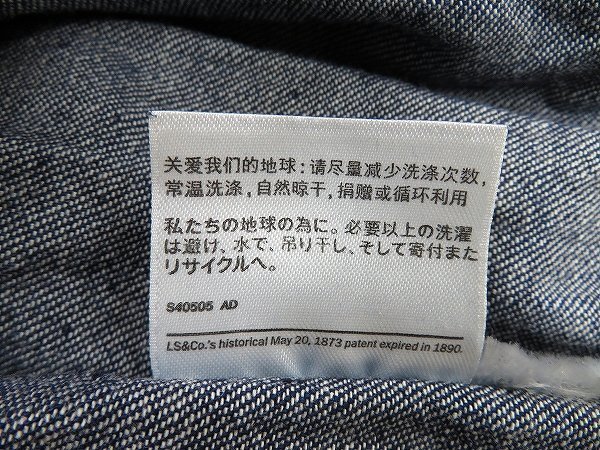 关爱我们的地球：请尽量减少洗涤次数，
常温洗涤，自然晾干，捐赠或循环利用
私たちの地球の為に。必要以上の洗濯
は避け、水で、吊り干し、そして寄付また
リサイクルへ。
S40505 AD
LS&Co.'s historical May 20, 1873 patent expired in 1890.